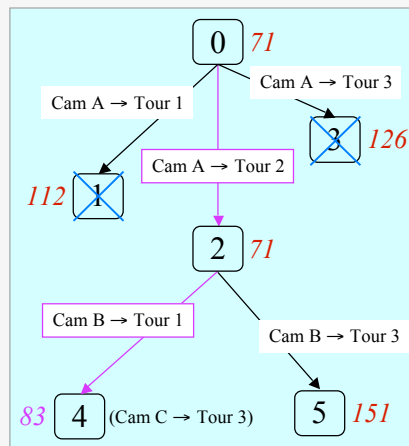 0 71
Cam A → Tour 1
Cam A → Tour 3
3 126
Cam A → Tour 2
112 1
2 71
Cam B → Tour 1
Cam B → Tour 3
83 4 (Cam C → Tour 3)
5 151